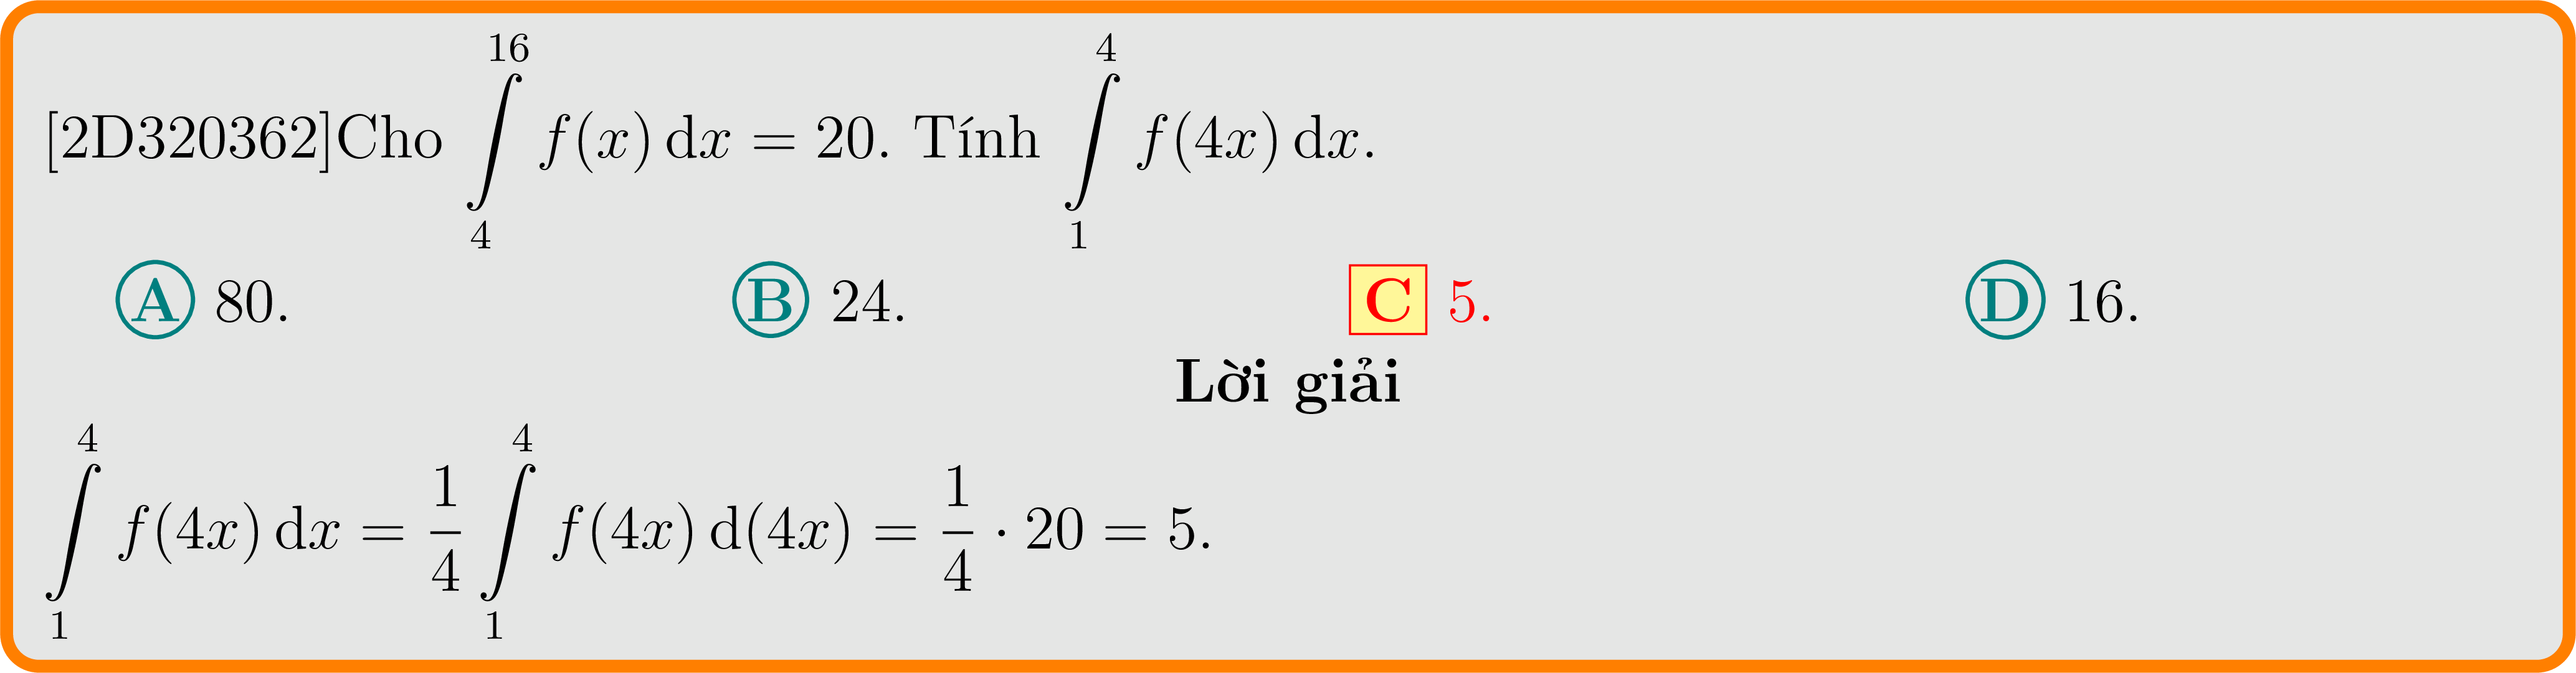 [2D320362]Cho $\int\limits_{4}^{16} f(x)\,\mathrm{d}x = 20$. Tính $\int\limits_{1}^{4} f(4x)\,\mathrm{d}x$.
A 80. B 24. C 5. D 16.
Lời giải
$\int\limits_{1}^{4} f(4x)\,\mathrm{d}x = \dfrac{1}{4} \int\limits_{1}^{4} f(4x)\,\mathrm{d}(4x) = \dfrac{1}{4} \cdot 20 = 5$.